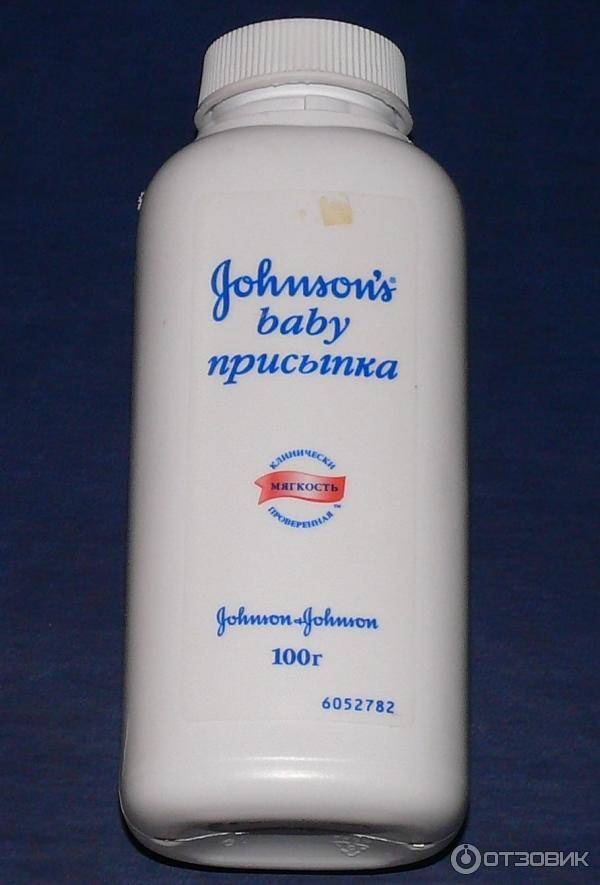 Johnson's®
baby
присыпка
КЛИНИЧЕСКИ
МЯГКОСТЬ
ПРОВЕРЕННАЯ
Johnson & Johnson
100г
6052782
ОТЗОВИК